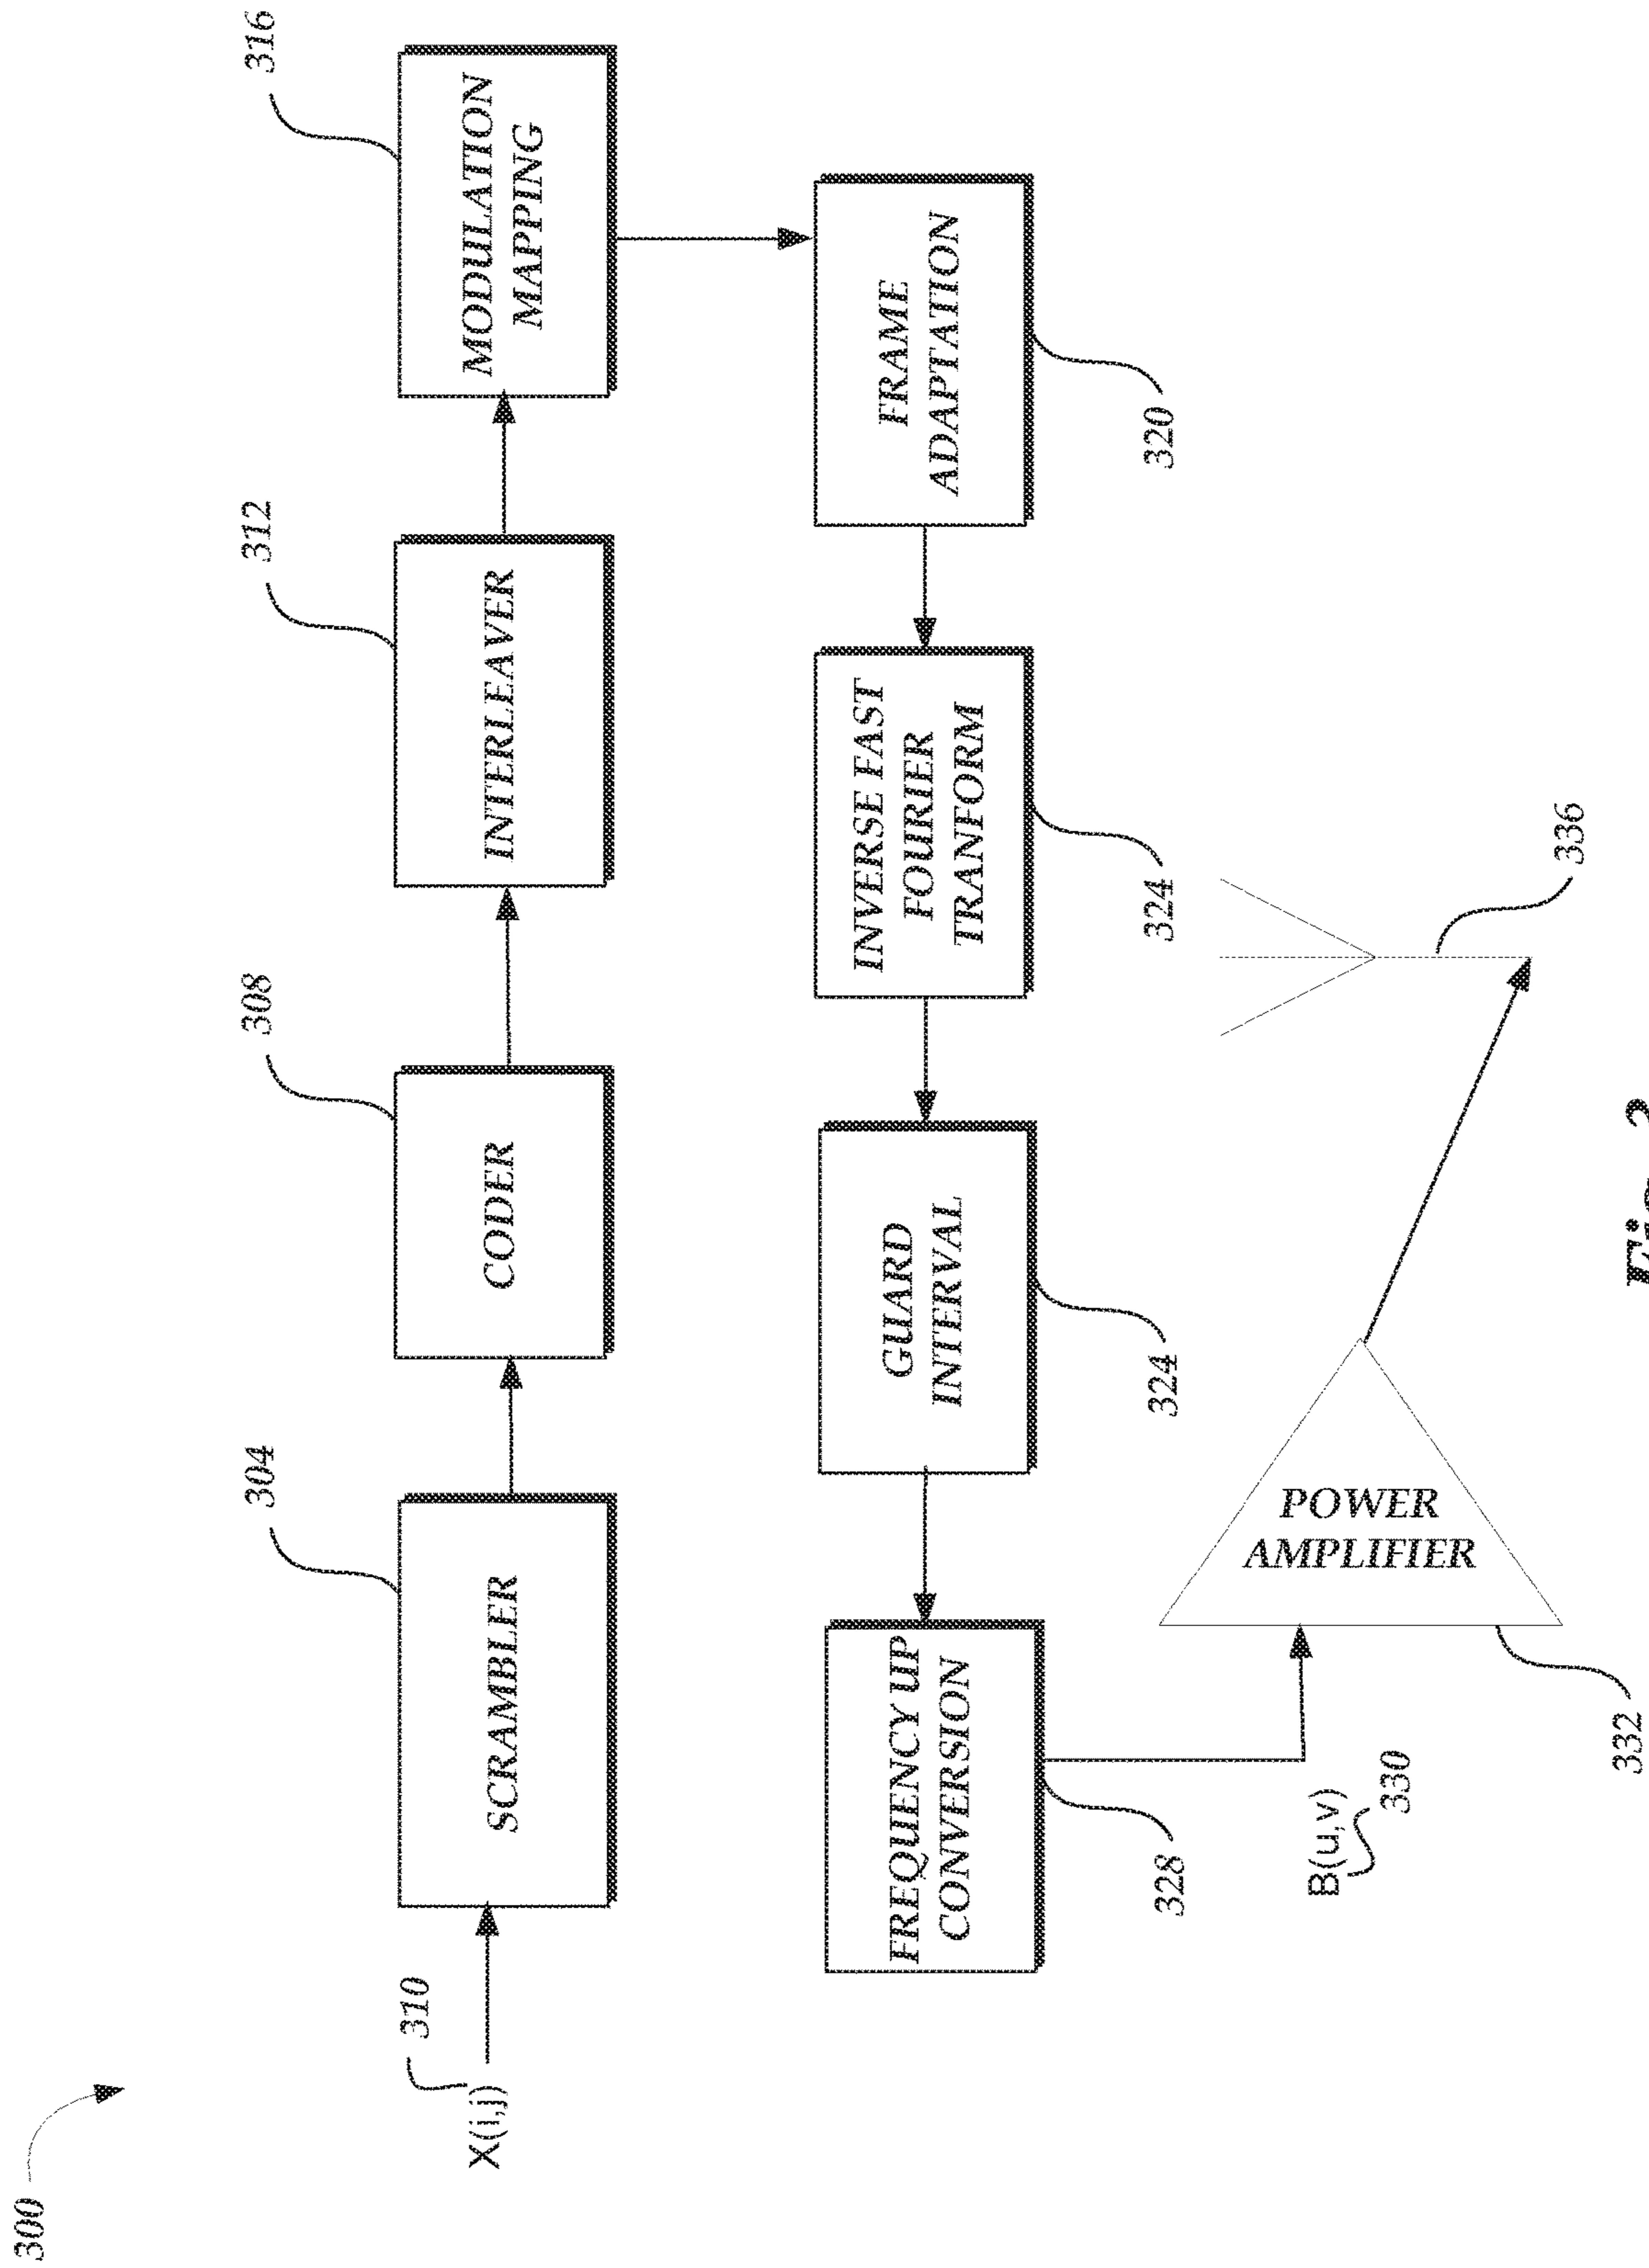 300
X(i,j)
310
SCRAMBLER
304
CODER
308
INTERLEAVER
312
MODULATION
MAPPING
316
FREQUENCY UP
CONVERSION
328
GUARD
INTERVAL
324
INVERSE FAST
FOURIER
TRANFORM
324
FRAME
ADAPTATION
320
B(u,v)
330
POWER
AMPLIFIER
332
336